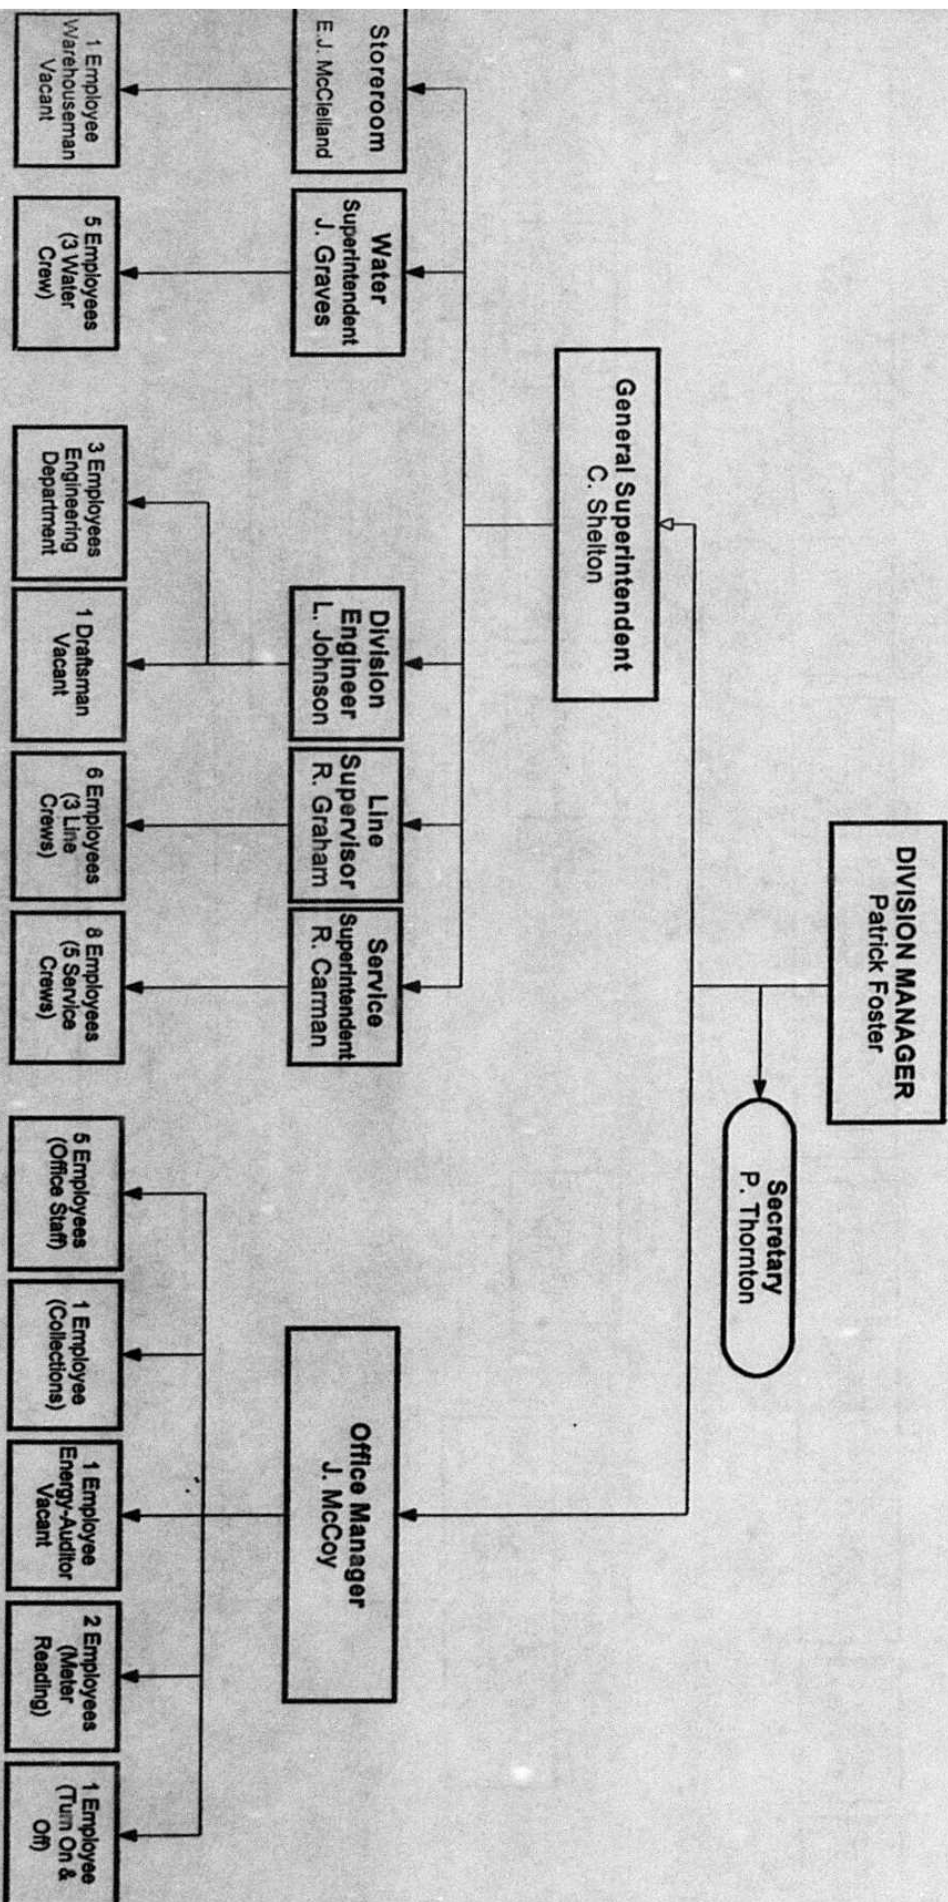 DIVISION MANAGER
Patrick Foster
Secretary
P. Thornton
General Superintendent
C. Shelton
Office Manager
J. McCoy
Storeroom
E.J. McClelland
Water
Superintendent
J. Graves
Division
Engineer
L. Johnson
Line
Supervisor
R. Graham
Service
Superintendent
R. Carman
1 Employee
Warehouseman
Vacant
5 Employees
(3 Water
Crew)
3 Employees
Engineering
Department
1 Draftsman
Vacant
6 Employees
(3 Line
Crews)
8 Employees
(5 Service
Crews)
5 Employees
(Office Staff)
1 Employee
(Collections)
1 Employee
Energy-Auditor
Vacant
2 Employees
(Meter
Reading)
1 Employee
(Turn On &
Off)